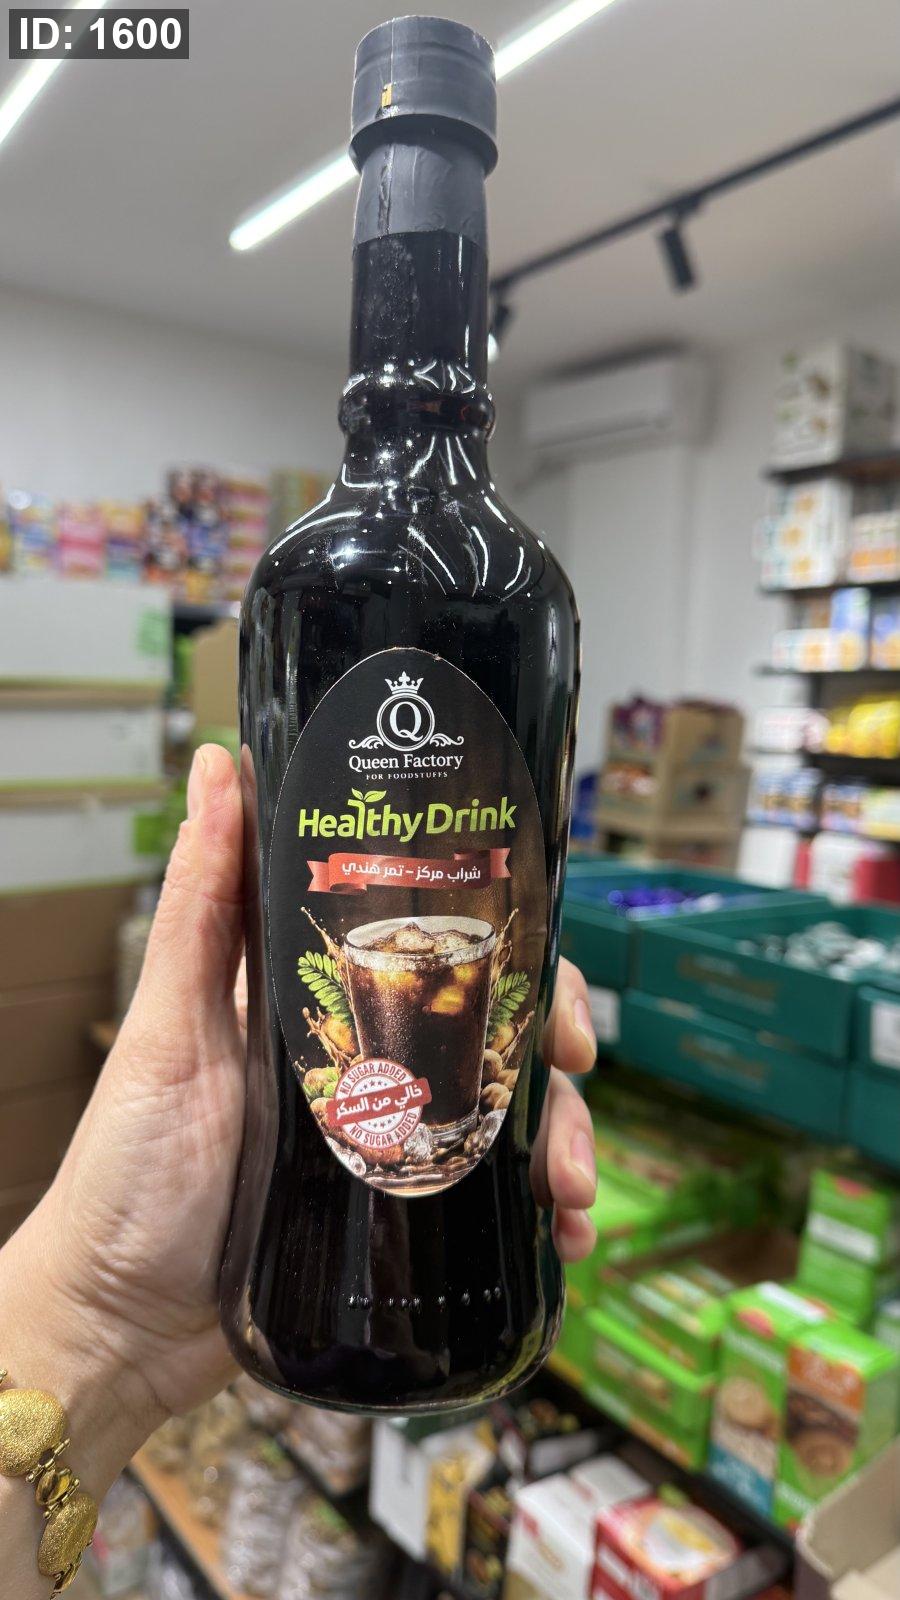 ID: 1600
Q
Queen Factory
FOR FOODSTUFFS
Healthy Drink
شراب مركز - تمر هندي
NO SUGAR ADDED
خالي من السكر
NO SUGAR ADDED